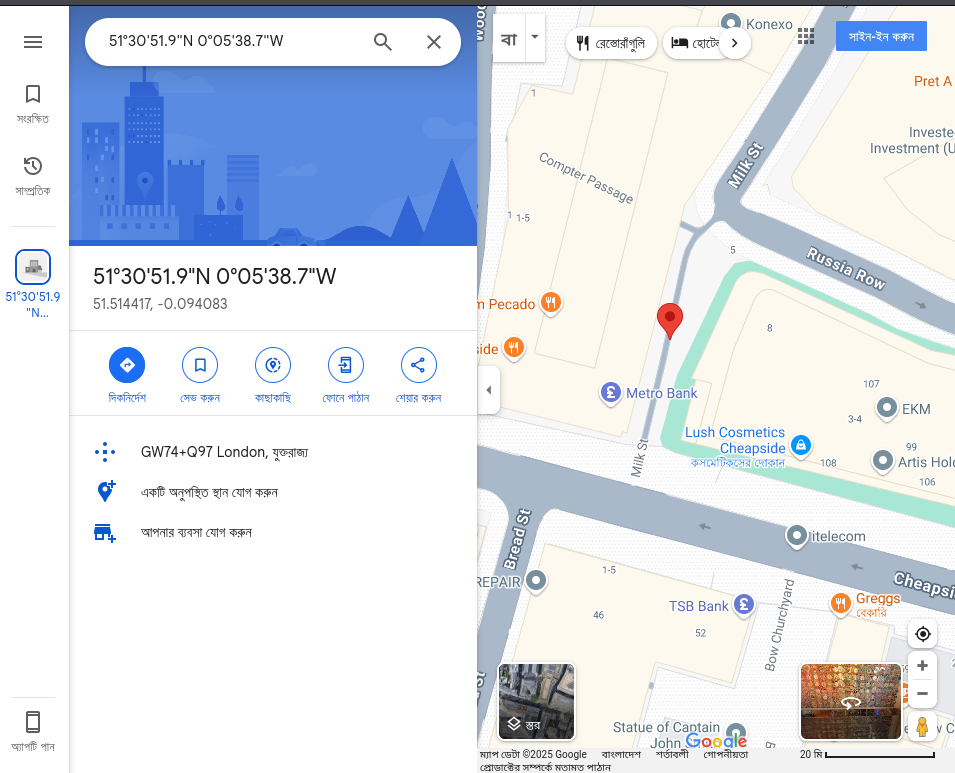 51°30'51.9"N 0°05'38.7"W
সংরক্ষিত
সাম্প্রতিক
51°30'51.9
"N...
অ্যাপটি পান
51°30'51.9"N 0°05'38.7"W
51.514417, -0.094083
দিকনির্দেশ
সেভ করুন
কাছাকাছি
ফোনে পাঠান
শেয়ার করুন
GW74+Q97 London, যুক্তরাজ্য
একটি অনুপস্থিত স্থান যোগ করুন
আপনার ব্যবসা যোগ করুন
বা
রেস্তোরাঁগুলি
হোটেল
Konexo
সাইন-ইন করুন
Pret A
Investe
Investment (U
1
Milk St
Compter Passage
1 1-5
5
Russia Row
m Pecado
side
8
Metro Bank
107
3-4
EKM
Lush Cosmetics
Cheapside
কসমেটিকসের দোকান
99
108
Artis Hol
106
Milk St
Bread St
itelecom
Cheapsi
REPAIR
1-5
46
TSB Bank
52
Bow Churchyard
Greggs
বেকারি
স্তর
Statue of Captain
John
Google
ম্যাপ ডেটা ©2025 Google বাংলাদেশ শর্তাবলী গোপনীয়তা
প্রোডাক্টের সম্পর্কে মতামত পাঠান
20 মি